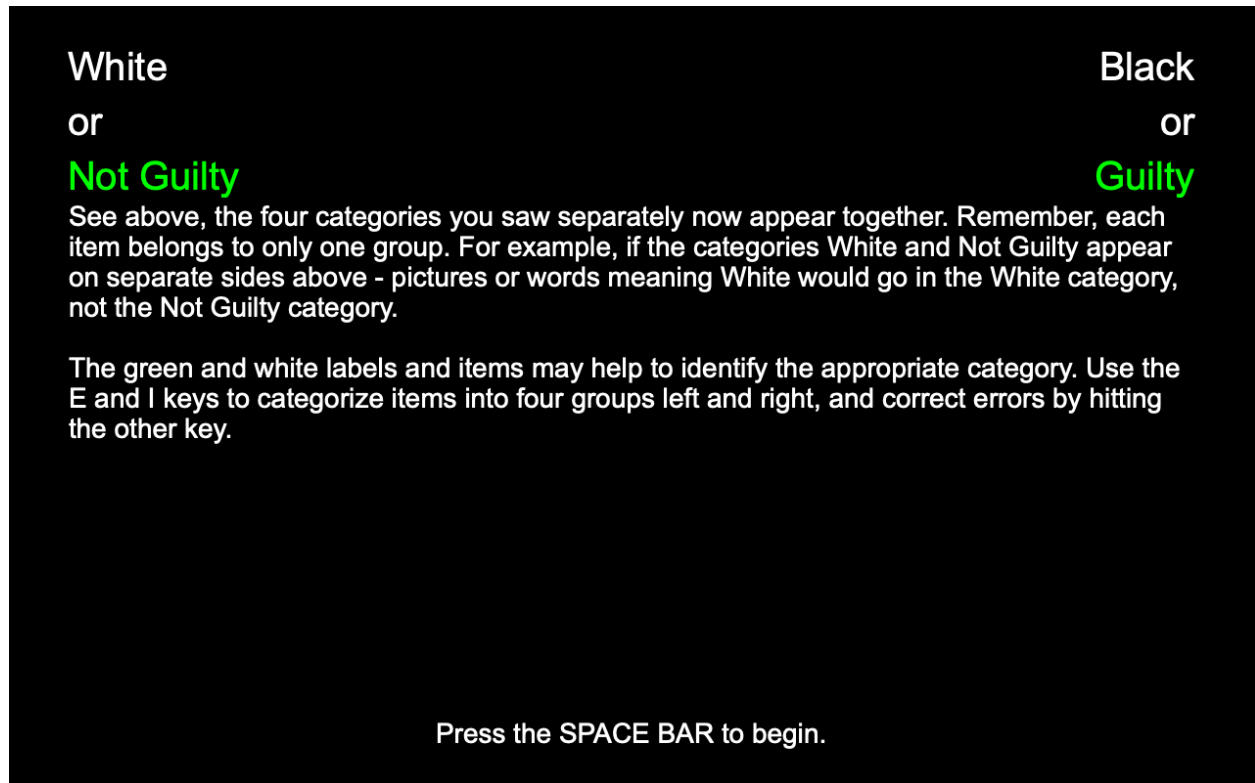 White
Black
or
or
Not Guilty
Guilty
See above, the four categories you saw separately now appear together. Remember, each
item belongs to only one group. For example, if the categories White and Not Guilty appear
on separate sides above - pictures or words meaning White would go in the White category,
not the Not Guilty category.
The green and white labels and items may help to identify the appropriate category. Use the
E and I keys to categorize items into four groups left and right, and correct errors by hitting
the other key.
Press the SPACE BAR to begin.